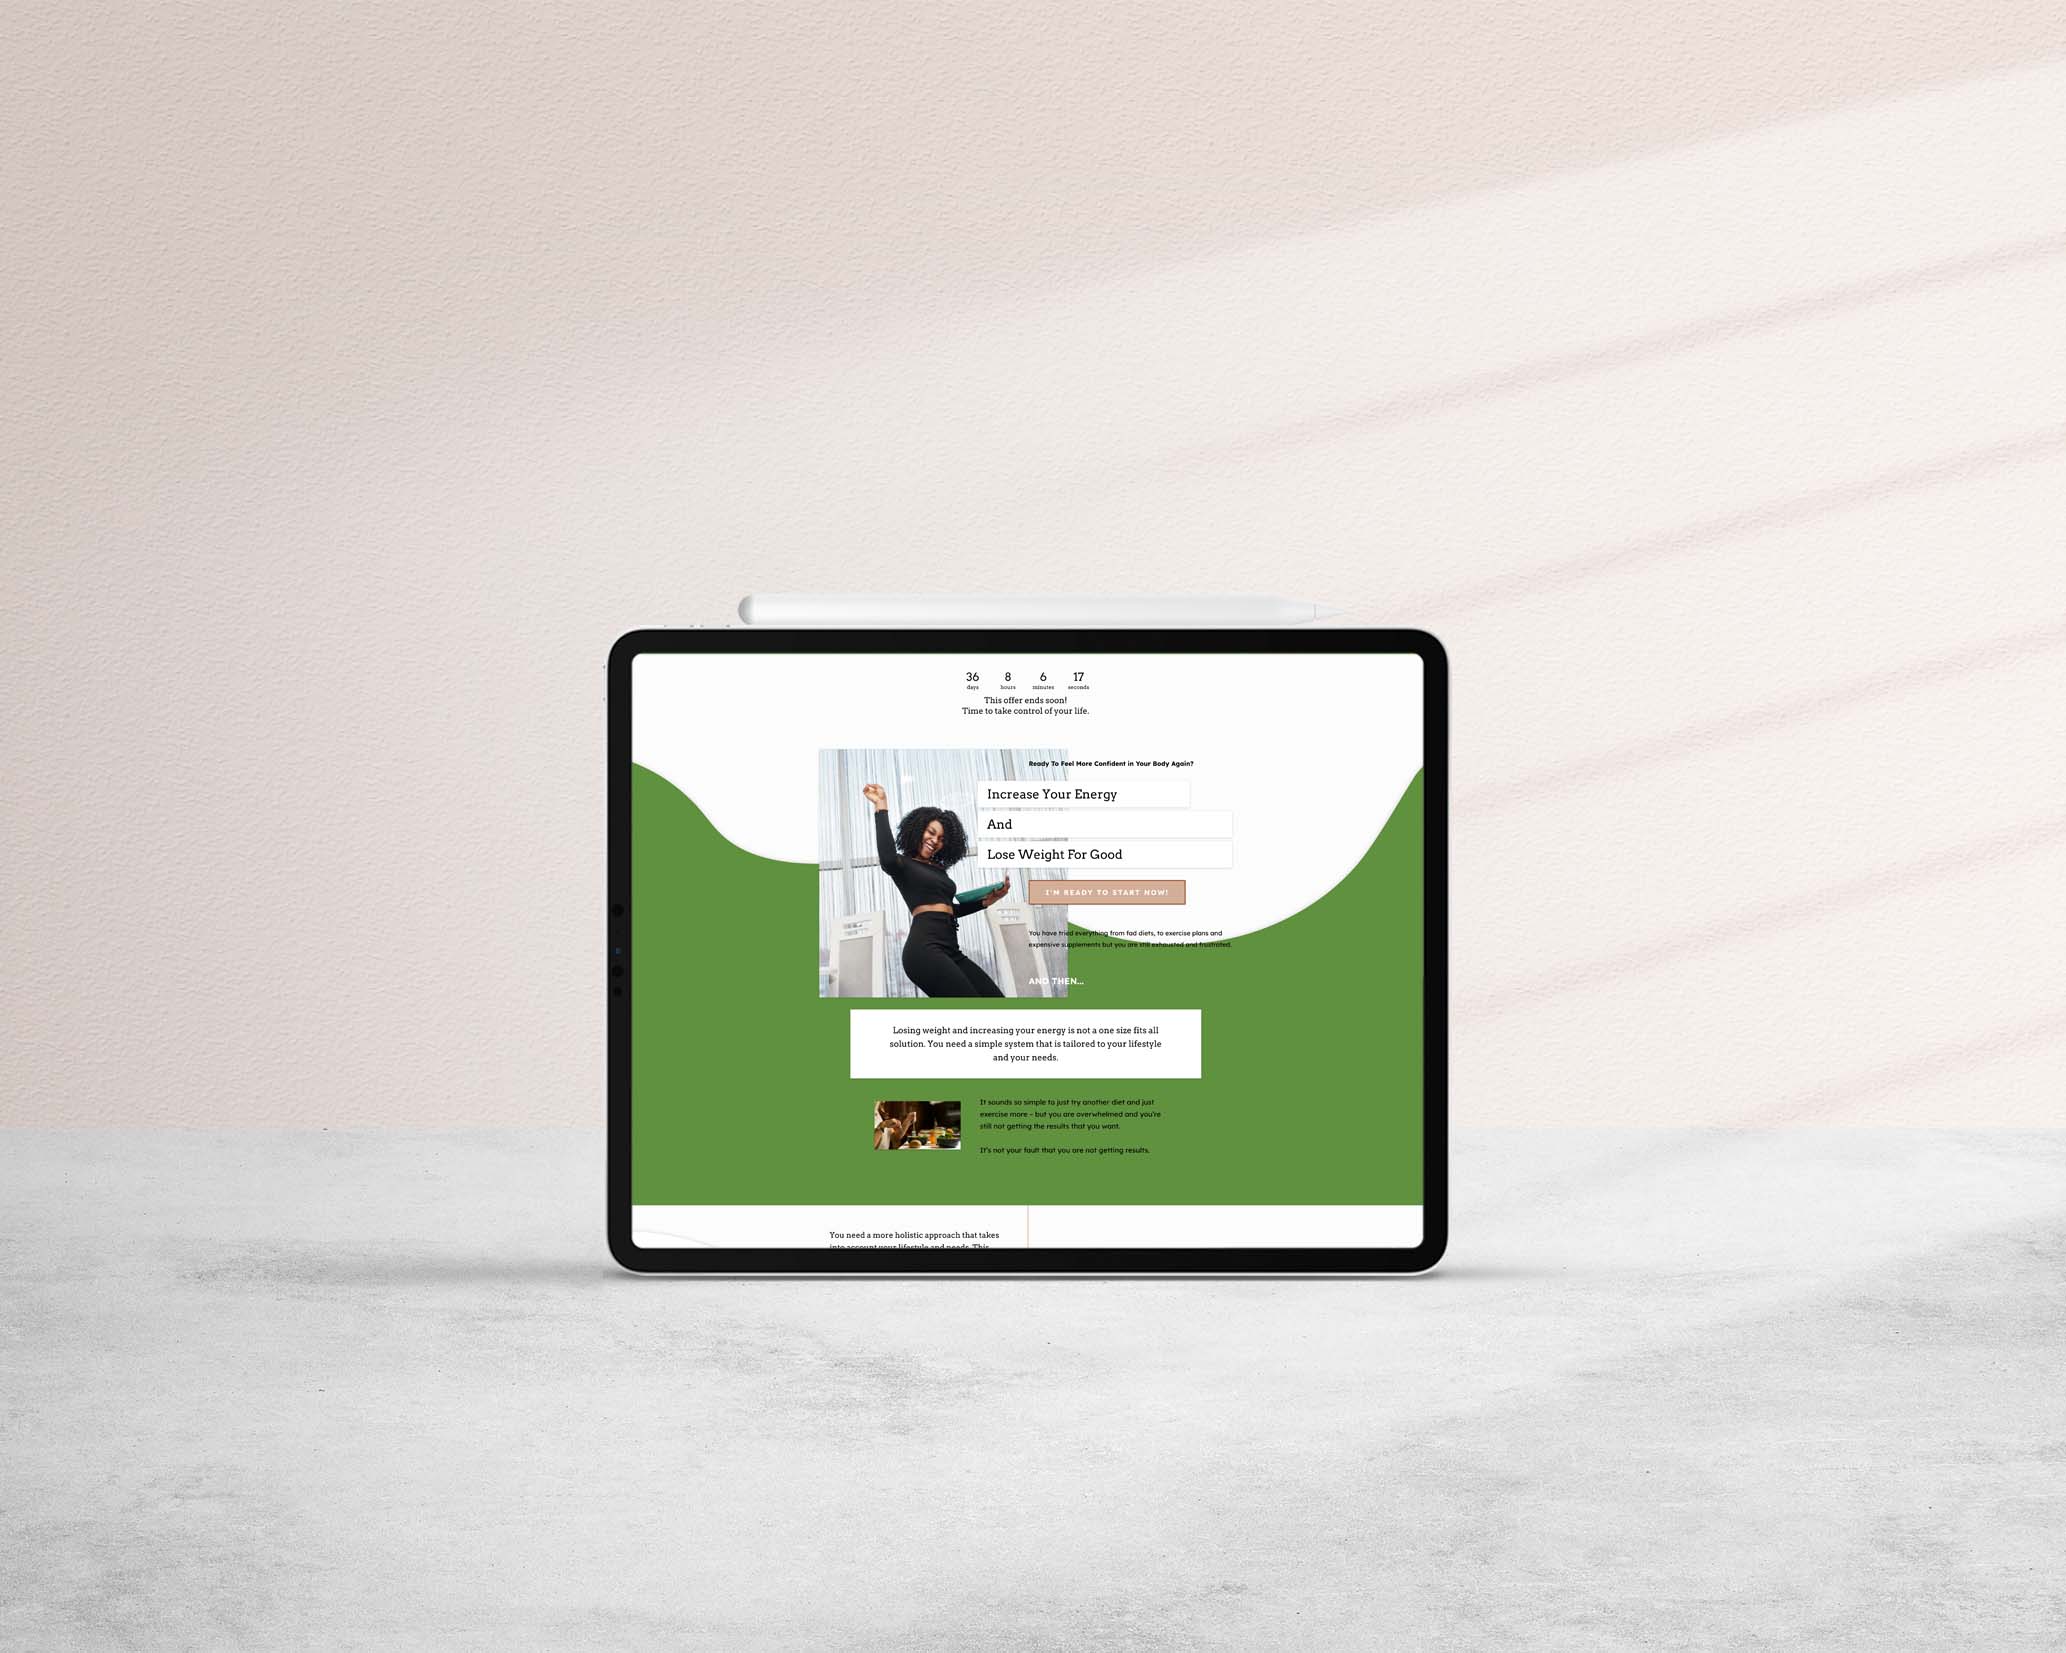 36 8 6 17
days hours minutes seconds
This offer ends soon!
Time to take control of your life.
Ready To Feel More Confident in Your Body Again?
Increase Your Energy
And
Lose Weight For Good
I'M READY TO START NOW!
You have tried everything from fad diets, to exercise plans and
expensive supplements but you are still exhausted and frustrated.
AND THEN...
Losing weight and increasing your energy is not a one size fits all
solution. You need a simple system that is tailored to your lifestyle
and your needs.
It sounds so simple to just try another diet and just
exercise more – but you are overwhelmed and you're
still not getting the results that you want.
It's not your fault that you are not getting results.
You need a more holistic approach that takes
into account your lifestyle and needs. This